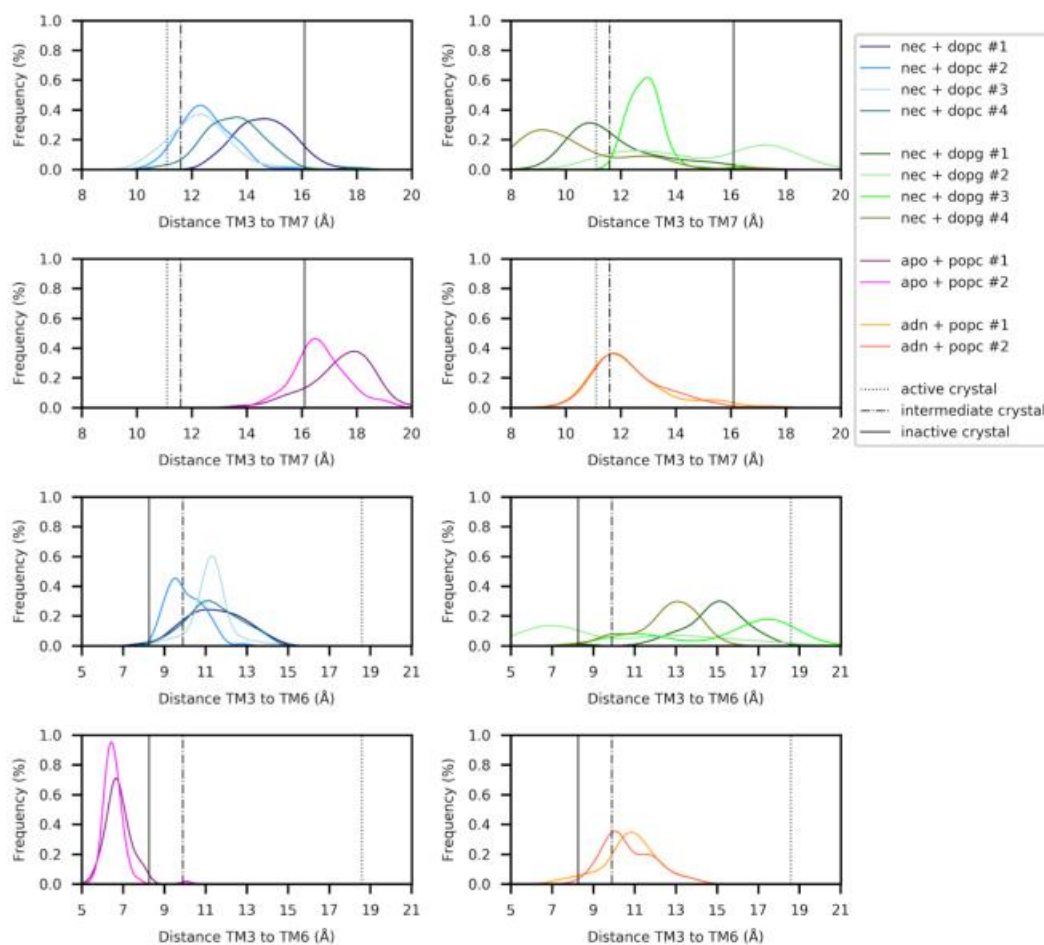 1.0
0.8
0.6
0.4
0.2
0.0
Frequency (%)
8 10 12 14 16 18 20
Distance TM3 to TM7 (Å)
1.0
0.8
0.6
0.4
0.2
0.0
Frequency (%)
8 10 12 14 16 18 20
Distance TM3 to TM7 (Å)
nec + dopc #1
nec + dopc #2
nec + dopc #3
nec + dopc #4
nec + dopg #1
nec + dopg #2
nec + dopg #3
nec + dopg #4
apo + popc #1
apo + popc #2
adn + popc #1
adn + popc #2
active crystal
intermediate crystal
inactive crystal
1.0
0.8
0.6
0.4
0.2
0.0
Frequency (%)
8 10 12 14 16 18 20
Distance TM3 to TM7 (Å)
1.0
0.8
0.6
0.4
0.2
0.0
Frequency (%)
8 10 12 14 16 18 20
Distance TM3 to TM7 (Å)
1.0
0.8
0.6
0.4
0.2
0.0
Frequency (%)
5 7 9 11 13 15 17 19 21
Distance TM3 to TM6 (Å)
1.0
0.8
0.6
0.4
0.2
0.0
Frequency (%)
5 7 9 11 13 15 17 19 21
Distance TM3 to TM6 (Å)
1.0
0.8
0.6
0.4
0.2
0.0
Frequency (%)
5 7 9 11 13 15 17 19 21
Distance TM3 to TM6 (Å)
1.0
0.8
0.6
0.4
0.2
0.0
Frequency (%)
5 7 9 11 13 15 17 19 21
Distance TM3 to TM6 (Å)